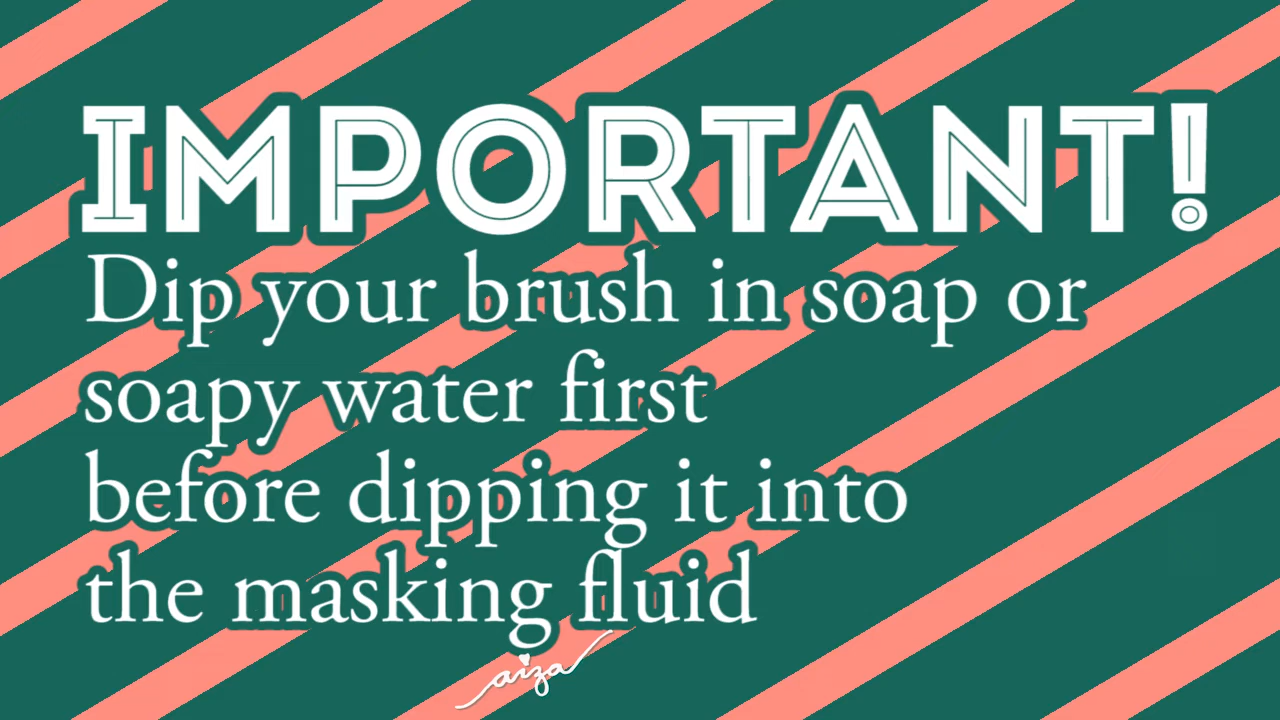 IMPORTANT!
Dip your brush in soap or
soapy water first
before dipping it into
the masking fluid
aiza